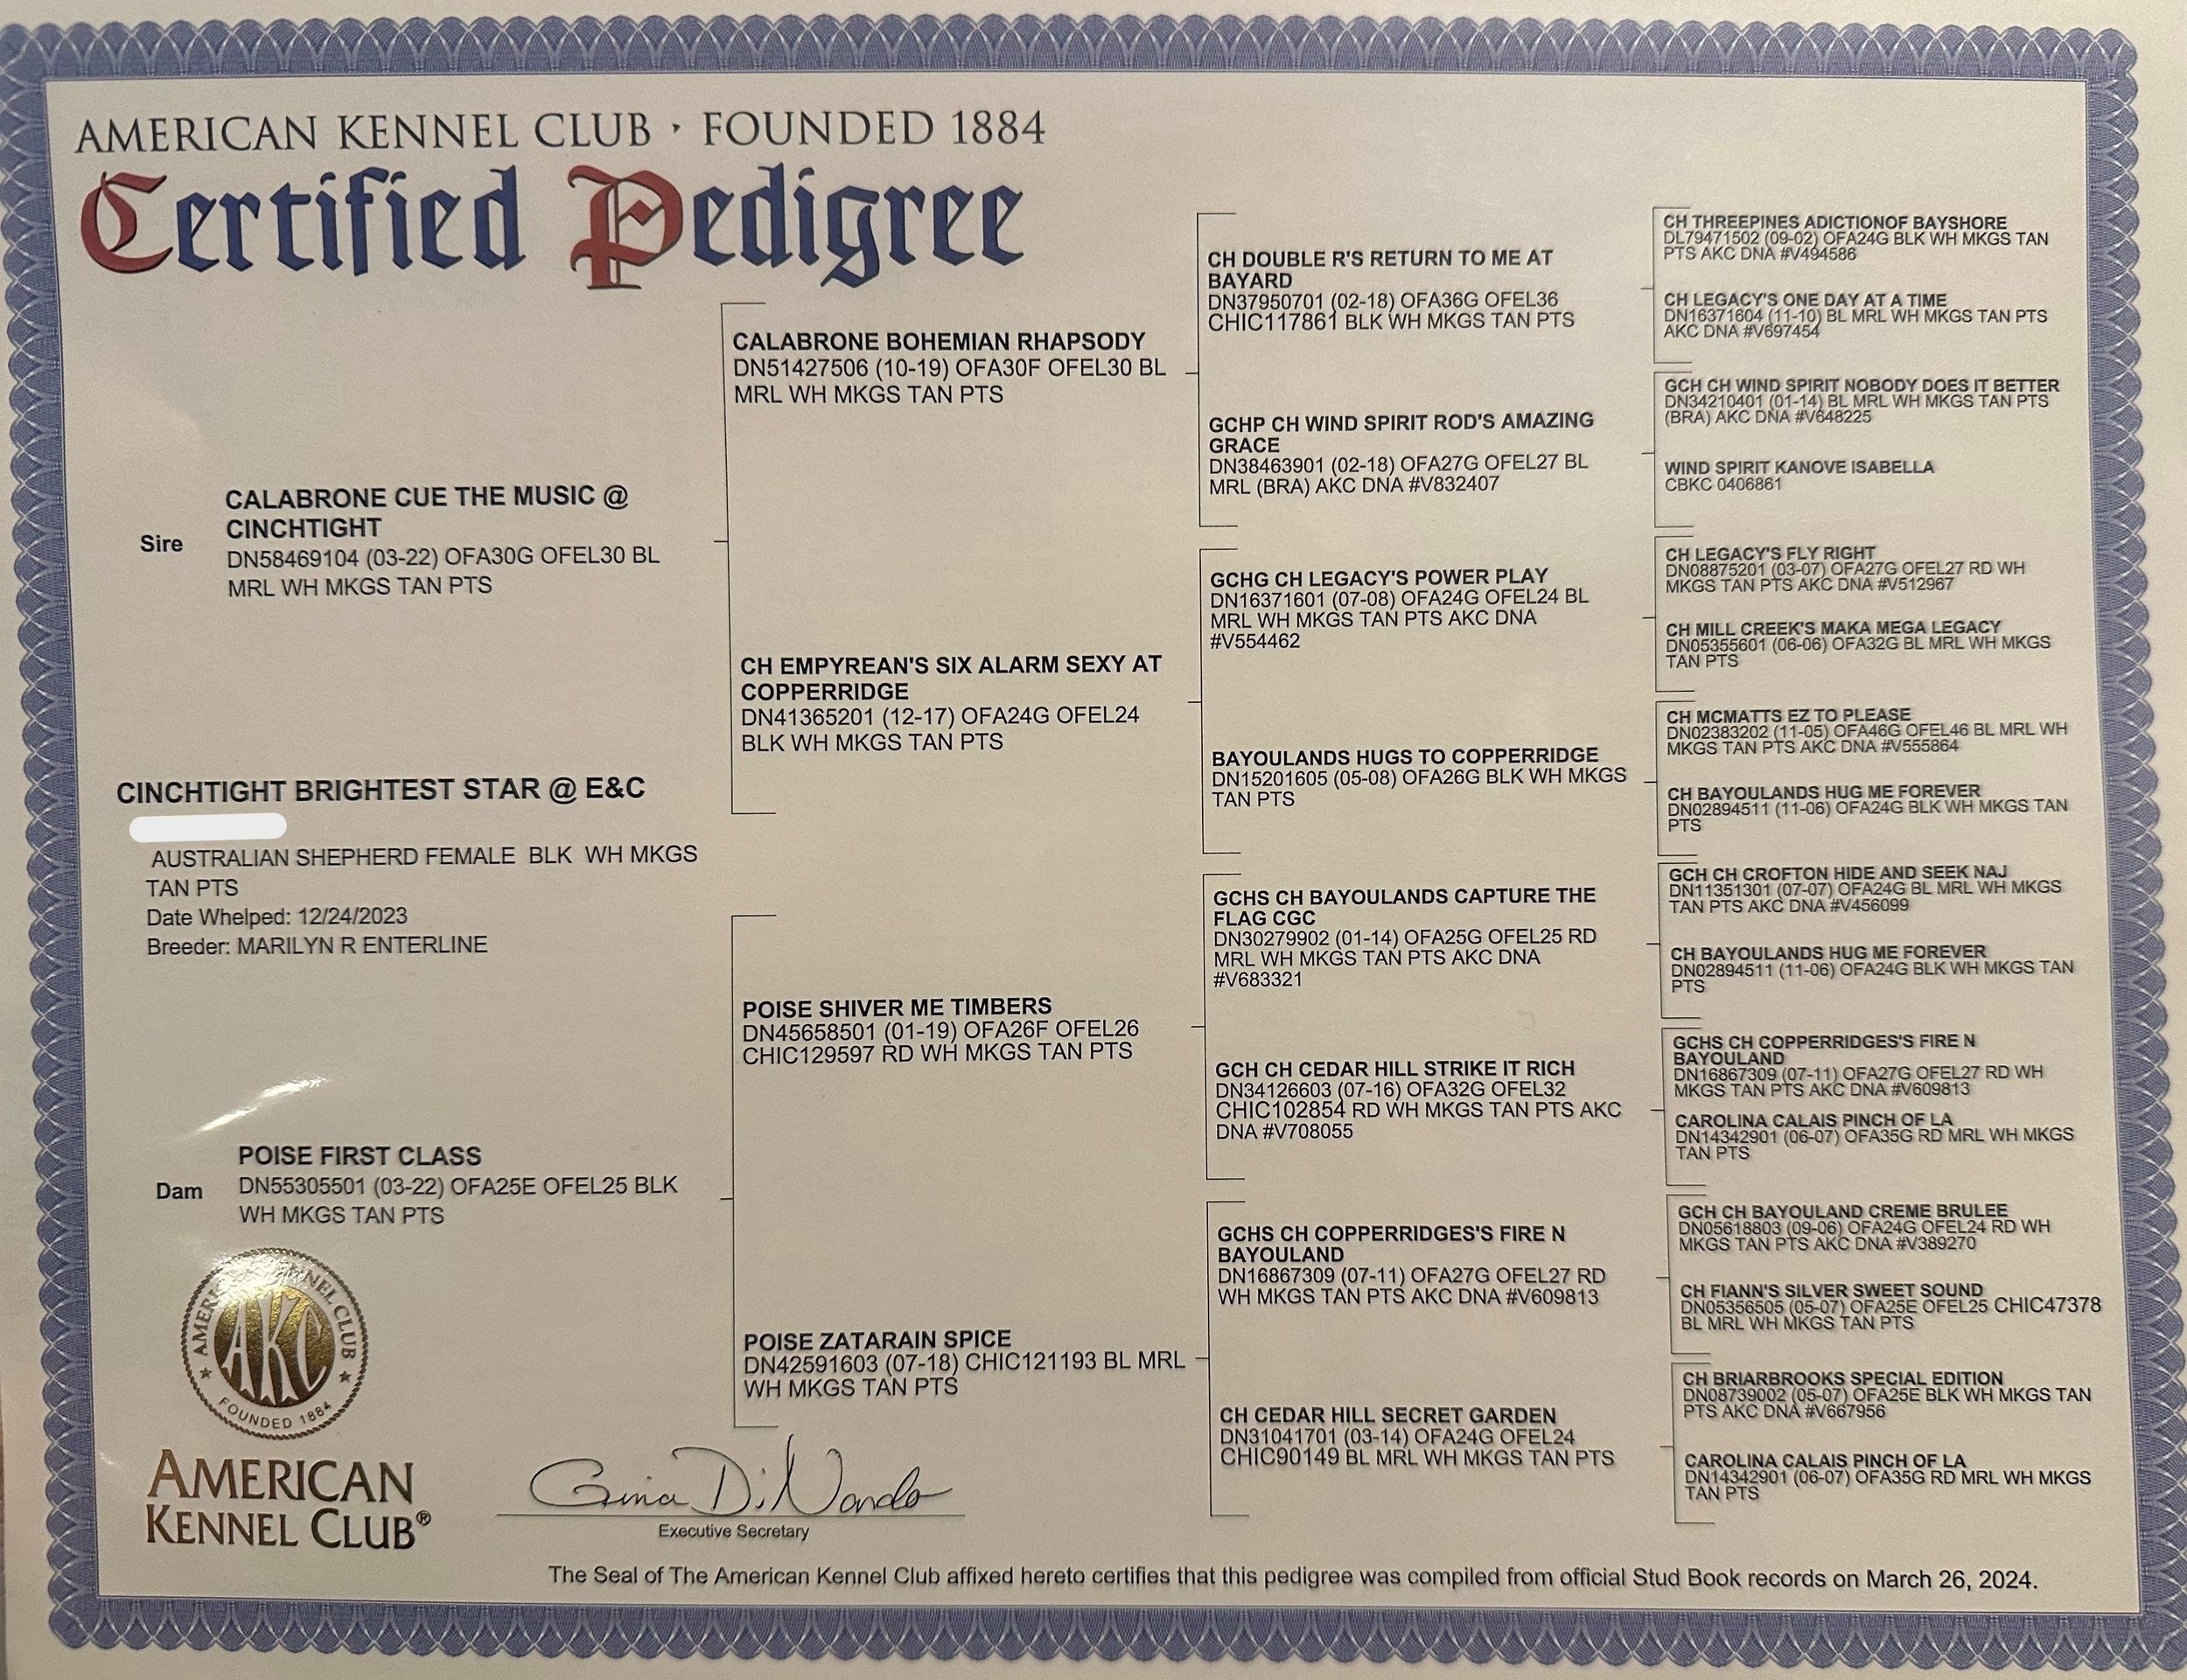 AMERICAN KENNEL CLUB · FOUNDED 1884
Certified Pedigree
Sire
CALABRONE CUE THE MUSIC @
CINCHTIGHT
DN58469104 (03-22) OFA30G OFEL30 BL
MRL WH MKGS TAN PTS
CINCHTIGHT BRIGHTEST STAR @ E&C
AUSTRALIAN SHEPHERD FEMALE BLK WH MKGS
TAN PTS
Date Whelped: 12/24/2023
Breeder: MARILYN R ENTERLINE
Dam
POISE FIRST CLASS
DN55305501 (03-22) OFA25E OFEL25 BLK
WH MKGS TAN PTS
CALABRONE BOHEMIAN RHAPSODY
DN51427506 (10-19) OFA30F OFEL30 BL
MRL WH MKGS TAN PTS
CH EMPYREAN'S SIX ALARM SEXY AT
COPPERRIDGE
DN41365201 (12-17) OFA24G OFEL24
BLK WH MKGS TAN PTS
POISE SHIVER ME TIMBERS
DN45658501 (01-19) OFA26F OFEL26
CHIC129597 RD WH MKGS TAN PTS
POISE ZATARAIN SPICE
DN42591603 (07-18) CHIC121193 BL MRL
WH MKGS TAN PTS
CH DOUBLE R'S RETURN TO ME AT
BAYARD
DN37950701 (02-18) OFA36G OFEL36
CHIC117861 BLK WH MKGS TAN PTS
GCHP CH WIND SPIRIT ROD'S AMAZING
GRACE
DN38463901 (02-18) OFA27G OFEL27 BL
MRL (BRA) AKC DNA #V832407
GCHG CH LEGACY'S POWER PLAY
DN16371601 (07-08) OFA24G OFEL24 BL
MRL WH MKGS TAN PTS AKC DNA
#V554462
BAYOULANDS HUGS TO COPPERRIDGE
DN15201605 (05-08) OFA26G BLK WH MKGS
TAN PTS
GCHS CH BAYOULANDS CAPTURE THE
FLAG CGC
DN30279902 (01-14) OFA25G OFEL25 RD
MRL WH MKGS TAN PTS AKC DNA
#V683321
GCH CH CEDAR HILL STRIKE IT RICH
DN34126603 (07-16) OFA32G OFEL32
CHIC102854 RD WH MKGS TAN PTS AKC
DNA #V708055
GCHS CH COPPERRIDGES'S FIRE N
BAYOULAND
DN16867309 (07-11) OFA27G OFEL27 RD
WH MKGS TAN PTS AKC DNA #V609813
CH CEDAR HILL SECRET GARDEN
DN31041701 (03-14) OFA24G OFEL24
CHIC90149 BL MRL WH MKGS TAN PTS
CH THREEPINES ADICTIONOF BAYSHORE
DL79471502 (09-02) OFA24G BLK WH MKGS TAN
PTS AKC DNA #V494586
CH LEGACY'S ONE DAY AT A TIME
DN16371604 (11-10) BL MRL WH MKGS TAN PTS
AKC DNA #V697454
GCH CH WIND SPIRIT NOBODY DOES IT BETTER
DN34210401 (01-14) BL MRL WH MKGS TAN PTS
(BRA) AKC DNA #V648225
WIND SPIRIT KANOVE ISABELLA
CBKC 0406861
CH LEGACY'S FLY RIGHT
DN08875201 (03-07) OFA27G OFEL27 RD WH
MKGS TAN PTS AKC DNA #V512967
CH MILL CREEK'S MAKA MEGA LEGACY
DN05355601 (06-06) OFA32G BL MRL WH MKGS
TAN PTS
CH MCMATTS EZ TO PLEASE
DN02383202 (11-05) OFA46G OFEL46 BL MRL WH
MKGS TAN PTS AKC DNA #V555864
CH BAYOULANDS HUG ME FOREVER
DN02894511 (11-06) OFA24G BLK WH MKGS TAN
PTS
GCH CH CROFTON HIDE AND SEEK NAJ
DN11351301 (07-07) OFA24G BL MRL WH MKGS
TAN PTS AKC DNA #V456099
CH BAYOULANDS HUG ME FOREVER
DN02894511 (11-06) OFA24G BLK WH MKGS TAN
PTS
GCHS CH COPPERRIDGES'S FIRE N
BAYOULAND
DN16867309 (07-11) OFA27G OFEL27 RD WH
MKGS TAN PTS AKC DNA #V609813
CAROLINA CALAIS PINCH OF LA
DN14342901 (06-07) OFA35G RD MRL WH MKGS
TAN PTS
GCH CH BAYOULAND CREME BRULEE
DN05618803 (09-06) OFA24G OFEL24 RD WH
MKGS TAN PTS AKC DNA #V389270
CH FIANN'S SILVER SWEET SOUND
DN05356505 (05-07) OFA25E OFEL25 CHIC47378
BL MRL WH MKGS TAN PTS
CH BRIARBROOKS SPECIAL EDITION
DN08739002 (05-07) OFA25E BLK WH MKGS TAN
PTS AKC DNA #V667956
CAROLINA CALAIS PINCH OF LA
DN14342901 (06-07) OFA35G RD MRL WH MKGS
TAN PTS
AMERICAN KENNEL CLUB
AKC
FOUNDED 1884
AMERICAN
KENNEL CLUB®
Gina DiNardo
Executive Secretary
The Seal of The American Kennel Club affixed hereto certifies that this pedigree was compiled from official Stud Book records on March 26, 2024.